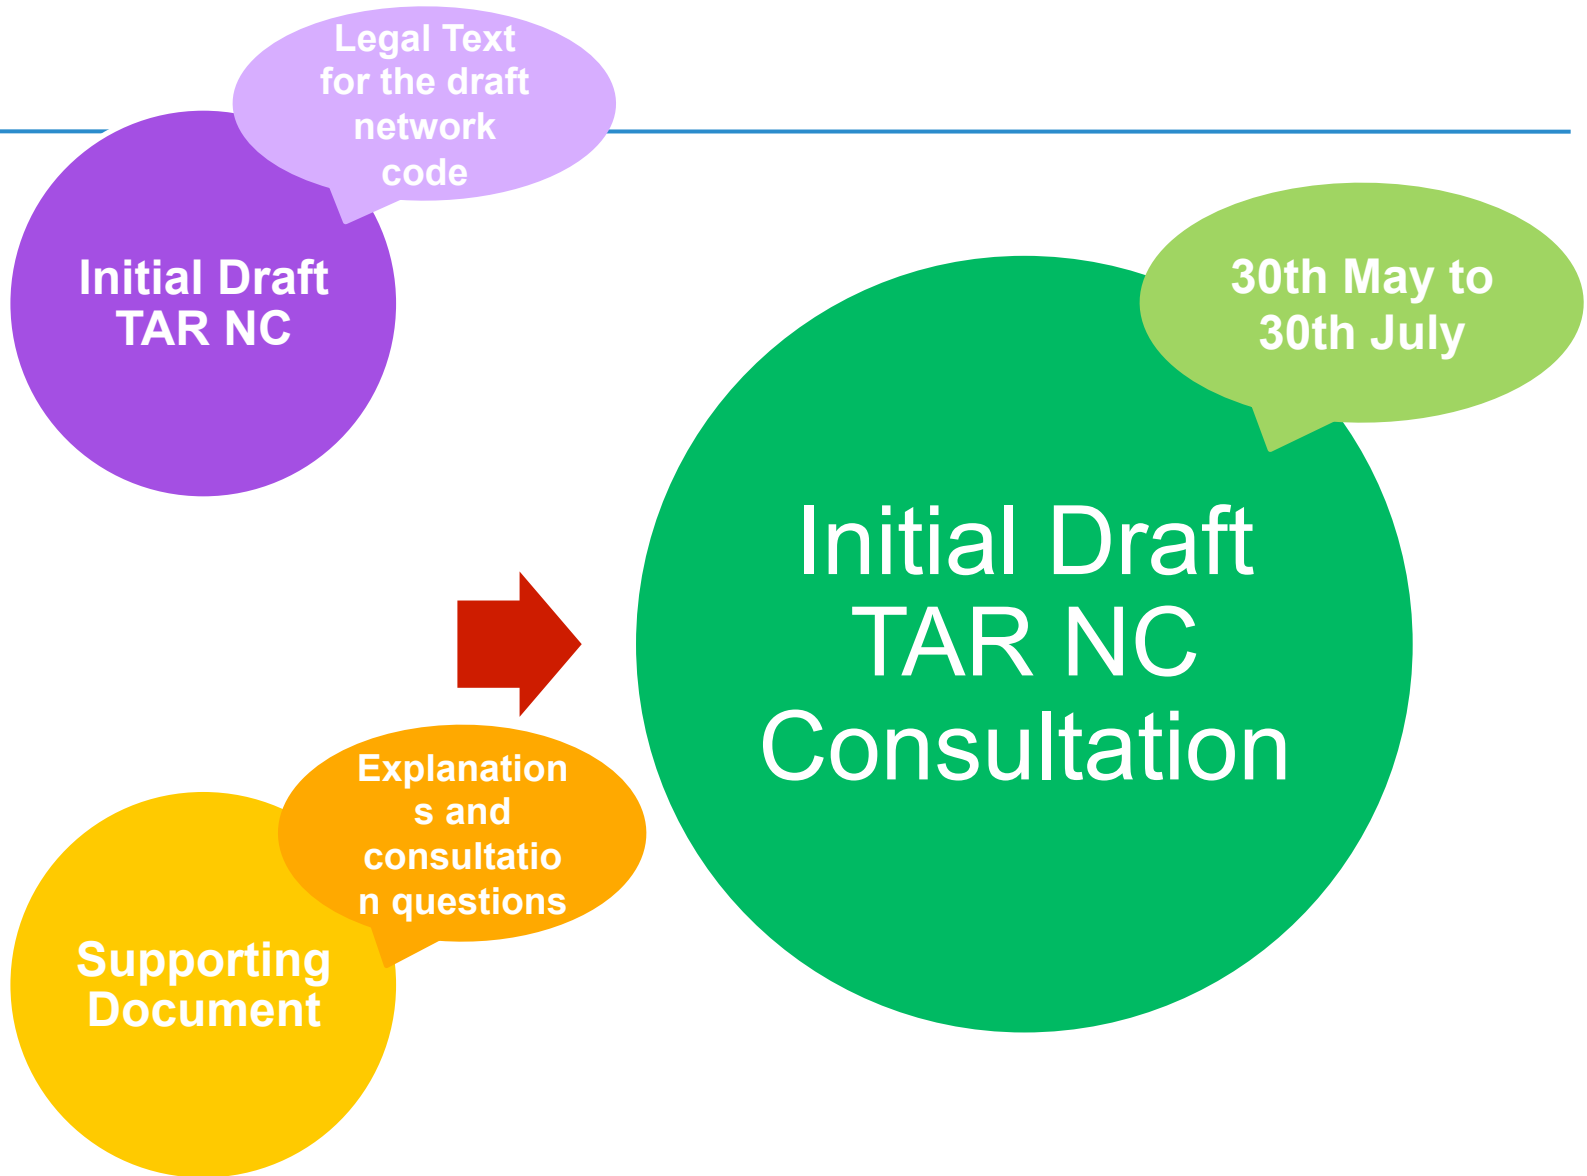 Legal Text
for the draft
network
code
Initial Draft
TAR NC
30th May to
30th July
Initial Draft
TAR NC
Consultation
Explanation
s and
consultatio
n questions
Supporting
Document